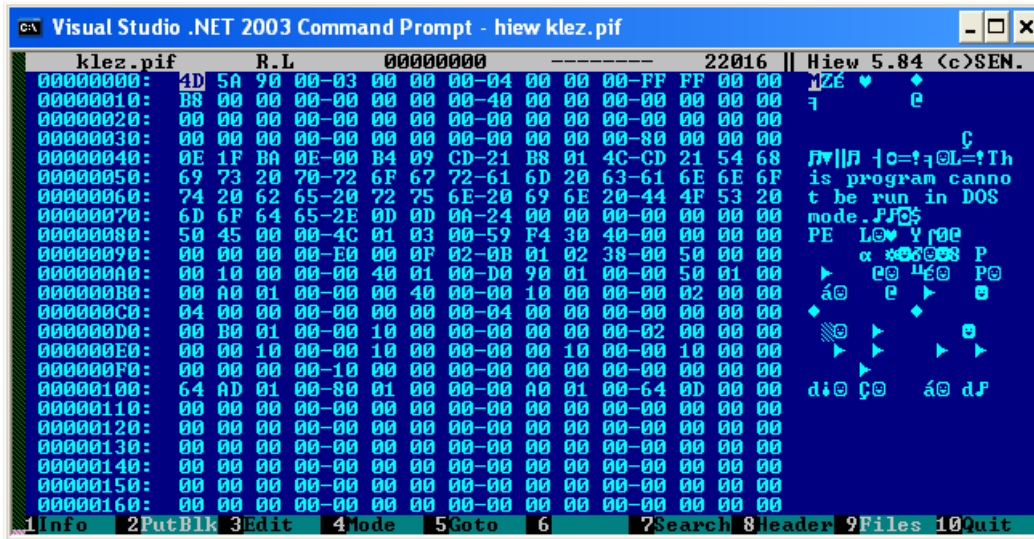 Visual Studio .NET 2003 Command Prompt - hiew klez.pif
klez.pif R.L 00000000 -------- 22016 || Hiew 5.84 (c)SEN.
00000000: 4D 5A 90 00-03 00 00 00-04 00 00 00-FF FF 00 00 MZÉ ♥ ♦
00000010: B8 00 00 00-00 00 00 00-40 00 00 00-00 00 00 00 ╕ @
00000020: 00 00 00 00-00 00 00 00-00 00 00 00-00 00 00 00
00000030: 00 00 00 00-00 00 00 00-00 00 00 00-80 00 00 00 Ç
00000040: 0E 1F BA 0E-00 B4 09 CD-21 B8 01 4C-CD 21 54 68 ♫▼║♫ ┤○═!╕☺L═!Th
00000050: 69 73 20 70-72 6F 67 72-61 6D 20 63-61 6E 6E 6F is program canno
00000060: 74 20 62 65-20 72 75 6E-20 69 6E 20-44 4F 53 20 t be run in DOS
00000070: 6D 6F 64 65-2E 0D 0D 0A-24 00 00 00-00 00 00 00 mode.♪♪◙$
00000080: 50 45 00 00-4C 01 03 00-59 F4 30 40-00 00 00 00 PE L☺♥ Y⌠0@
00000090: 00 00 00 00-E0 00 0F 02-0B 01 02 38-00 50 00 00 α ☼☻♂☺☻8 P
000000A0: 00 10 00 00-00 40 01 00-D0 90 01 00-00 50 01 00 ► @☺ ╨É☺ P☺
000000B0: 00 A0 01 00-00 00 40 00-00 10 00 00-00 02 00 00 á☺ @ ► ☻
000000C0: 04 00 00 00-00 00 00 00-04 00 00 00-00 00 00 00 ♦ ♦
000000D0: 00 B0 01 00-00 10 00 00-00 00 00 00-02 00 00 00 ░☺ ► ☻
000000E0: 00 00 10 00-00 10 00 00-00 00 10 00-00 10 00 00 ► ► ► ►
000000F0: 00 00 00 00-10 00 00 00-00 00 00 00-00 00 00 00 ►
00000100: 64 AD 01 00-80 01 00 00-00 A0 01 00-64 0D 00 00 d¡☺ Ç☺ á☺ d♪
00000110: 00 00 00 00-00 00 00 00-00 00 00 00-00 00 00 00
00000120: 00 00 00 00-00 00 00 00-00 00 00 00-00 00 00 00
00000130: 00 00 00 00-00 00 00 00-00 00 00 00-00 00 00 00
00000140: 00 00 00 00-00 00 00 00-00 00 00 00-00 00 00 00
00000150: 00 00 00 00-00 00 00 00-00 00 00 00-00 00 00 00
00000160: 00 00 00 00-00 00 00 00-00 00 00 00-00 00 00 00
1Info 2PutBlk 3Edit 4Mode 5Goto 6 7Search 8Header 9Files 10Quit